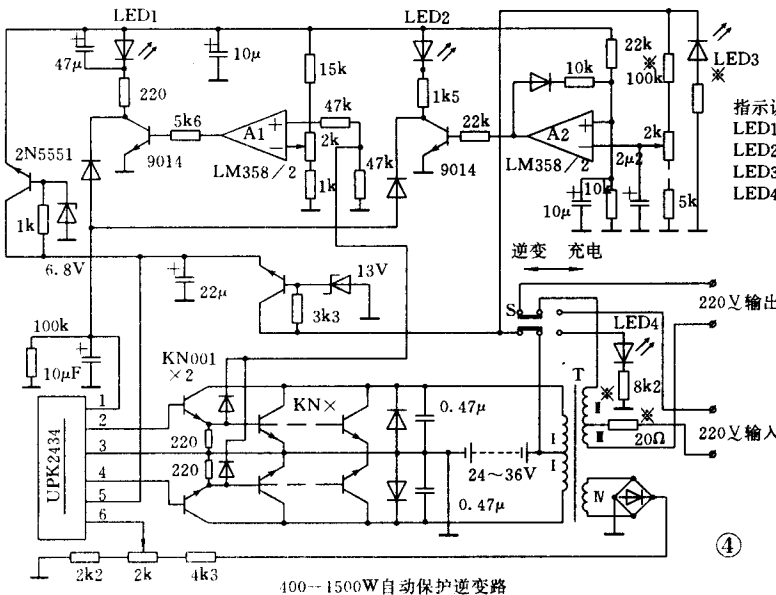 LED1
LED2
47μ
10μ
220
15k
5k6
A1
47k
2k
LM358/2
9014
1k
47k
2N5551
1k
6.8V
1k5
22k
9014
10k
A2
LM358/2
2μ2
10μ
10k
22k
※
100k
2k
5k
LED3
※
LED1
LED2
LED3
LED4
22μ
13V
3k3
逆变 充电
S
220V输出
LED4
8k2
T
※
Ⅱ
Ⅲ
※
20Ω
220V输入
100k
10μF
UPK2434
1
2
3
4
5
6
KN001
×2
220
220
KN×
0.47μ
0.47μ
24~36V
Ⅰ
Ⅰ
Ⅳ
2k2
2k
4k3
④
400--1500W自动保护逆变路